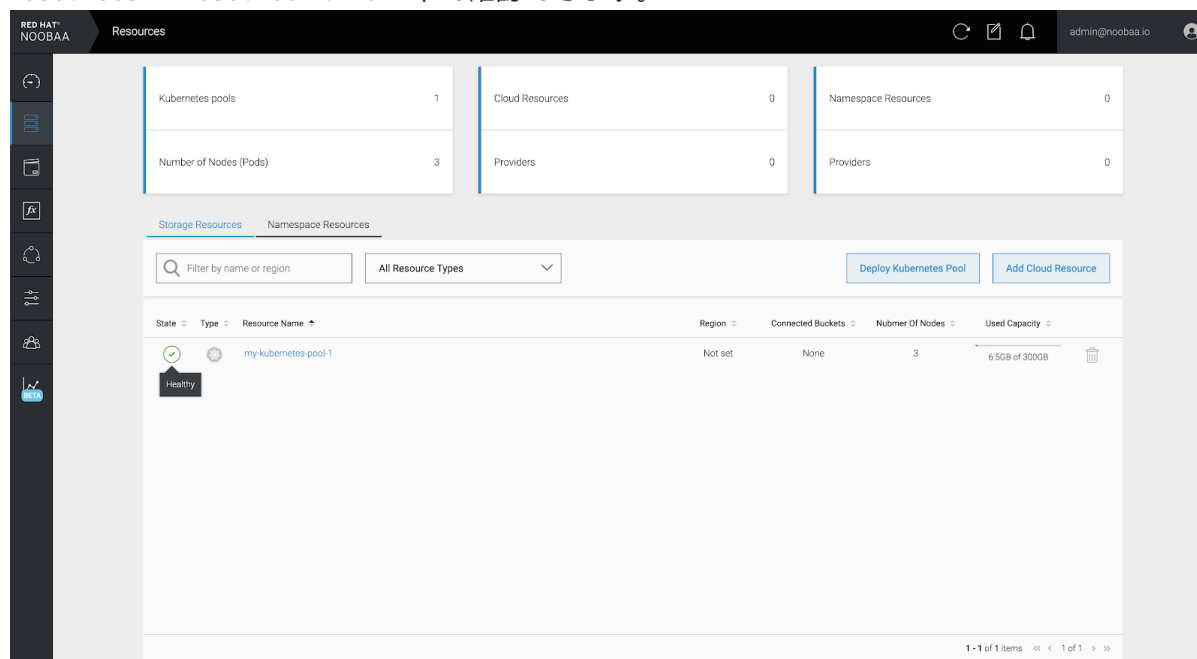 RED HAT®
NOOBAA
Resources
admin@noobaa.io
Kubernetes pools 1
Number of Nodes (Pods) 3
Cloud Resources 0
Providers 0
Namespace Resources 0
Providers 0
Storage Resources Namespace Resources
Filter by name or region
All Resource Types
Deploy Kubernetes Pool
Add Cloud Resource
State Type Resource Name Region Connected Buckets Nubmer Of Nodes Used Capacity
my-kubernetes-pool-1 Not set None 3 6.5GB of 300GB
Healthy
fx
BETA
1 - 1 of 1 items 1 of 1